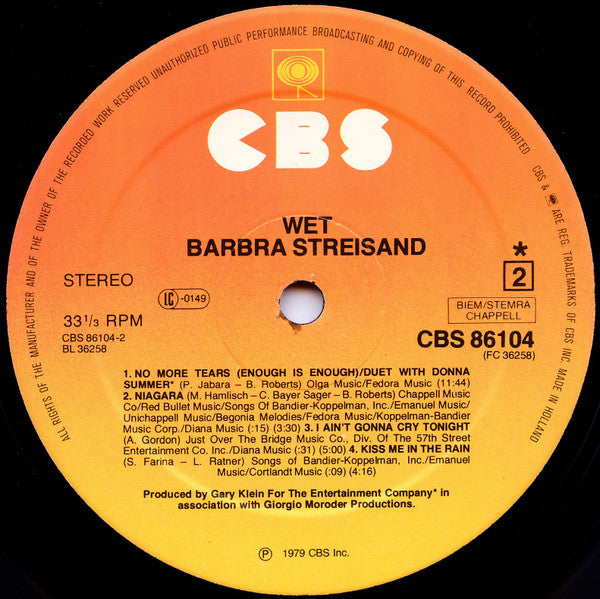 ALL RIGHTS OF THE MANUFACTURER AND OF THE OWNER OF THE RECORDED WORK RESERVED UNAUTHORIZED PUBLIC PERFORMANCE BROADCASTING AND COPYING OF THIS RECORD PROHIBITED
CBS & ARE REG. TRADEMARKS OF CBS INC. MADE IN HOLLAND
CBS
WET
BARBRA STREISAND
*
STEREO
LC -0149
2
33 1/3 RPM
BIEM/STEMRA
CHAPPELL
CBS 86104-2
BL 36258
CBS 86104
(FC 36258)
1. NO MORE TEARS (ENOUGH IS ENOUGH)/DUET WITH DONNA
SUMMER* (P. Jabara – B. Roberts) Olga Music/Fedora Music (11:44)
2. NIAGARA (M. Hamlisch – C. Bayer Sager – B. Roberts) Chappell Music
Co/Red Bullet Music/Songs Of Bandier-Koppelman, Inc./Emanuel Music/
Unichappell Music/Begonia Melodies/Fedora Music/Koppelman-Bandier
Music Corp./Diana Music (:15) (3:30) 3. I AIN'T GONNA CRY TONIGHT
(A. Gordon) Just Over The Bridge Music Co., Div. Of The 57th Street
Entertainment Co. Inc./Diana Music (:31) (5:00) 4. KISS ME IN THE RAIN
(S. Farina – L. Ratner) Songs of Bandier-Koppelman, Inc./Emanuel
Music/Cortlandt Music (:09) (4:16)
Produced by Gary Klein For The Entertainment Company* in
association with Giorgio Moroder Productions.
℗ 1979 CBS Inc.